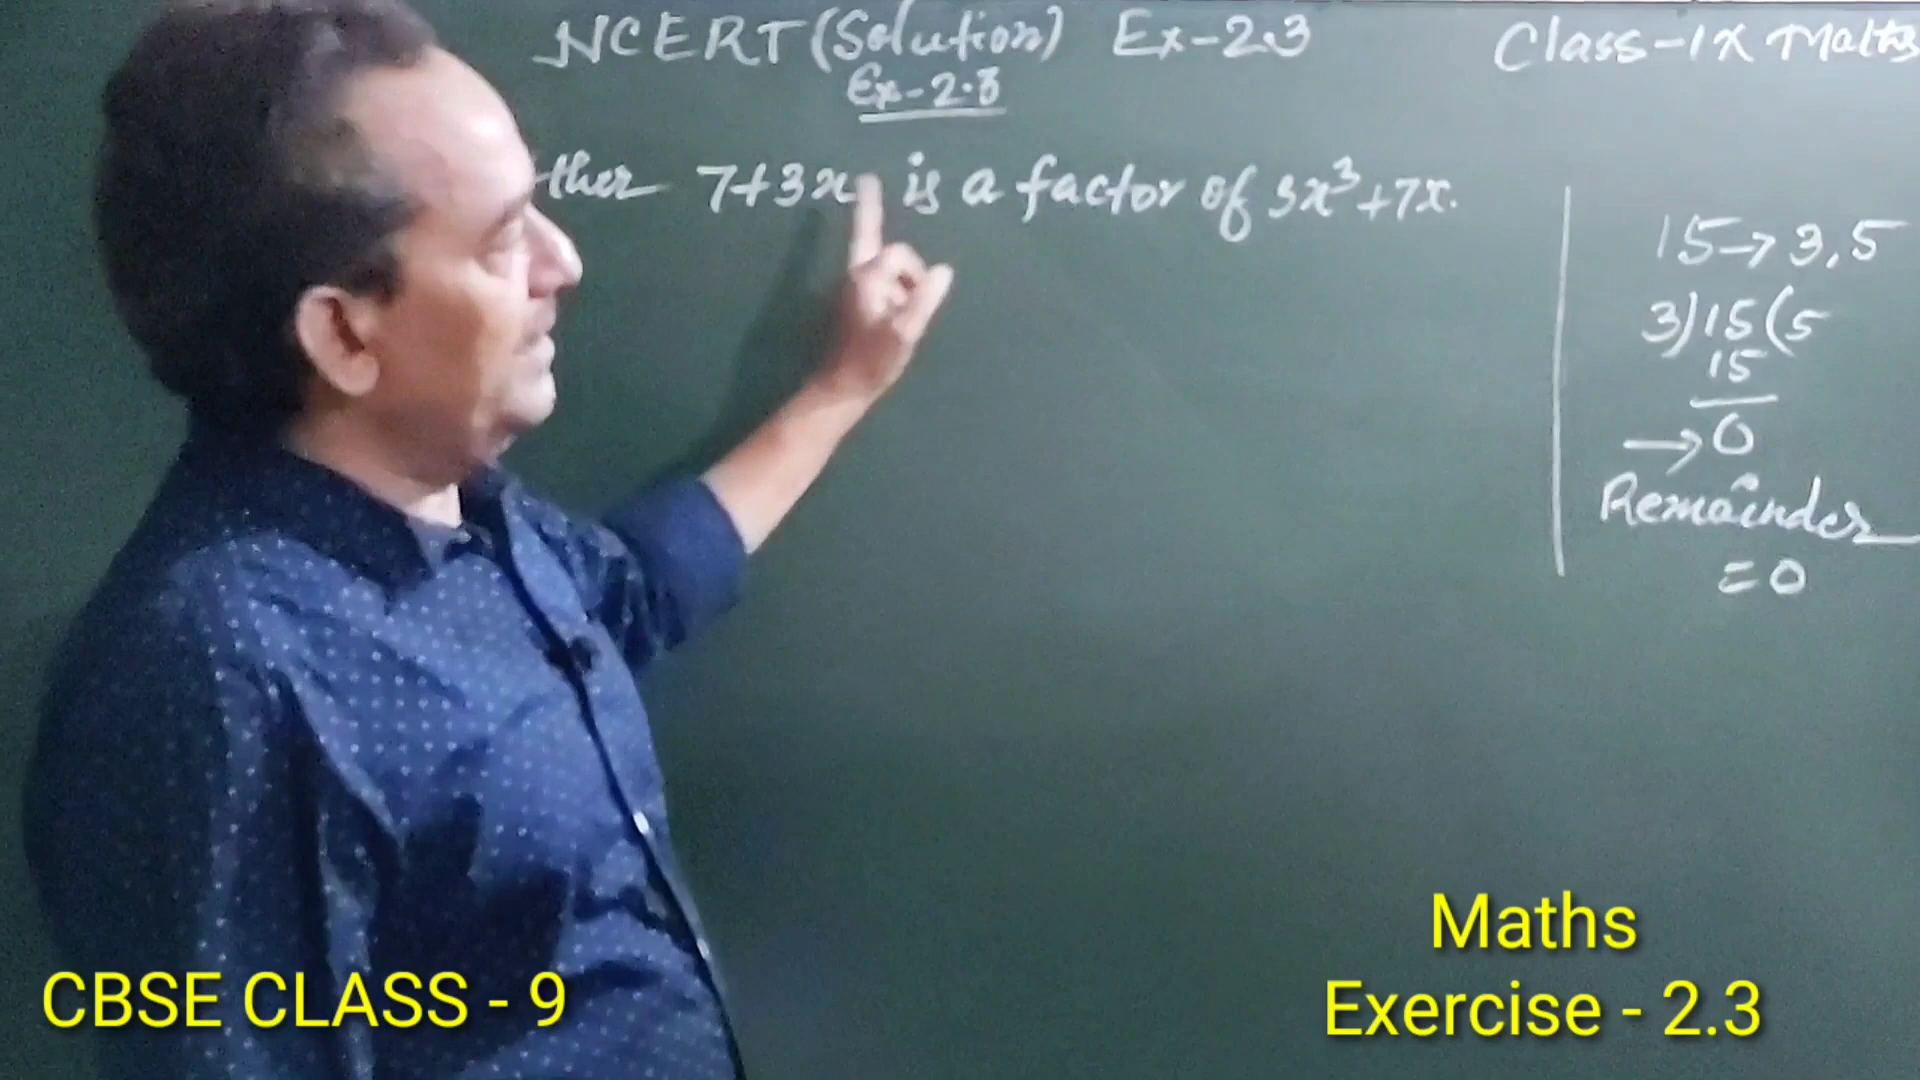 NCERT (Solution) Ex-2.3 Class-IX Maths
Ex-2.3
ther 7+3x is a factor of 3x³+7x.
15→3,5
3)15(5
15
→0
Remainder
=0
Maths
CBSE CLASS - 9
Exercise - 2.3